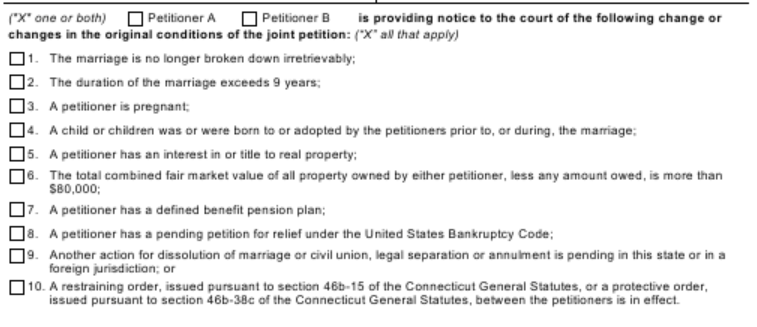 ("X" one or both) Petitioner A Petitioner B is providing notice to the court of the following change or
changes in the original conditions of the joint petition: ("X" all that apply)
1. The marriage is no longer broken down irretrievably;
2. The duration of the marriage exceeds 9 years;
3. A petitioner is pregnant;
4. A child or children was or were born to or adopted by the petitioners prior to, or during, the marriage;
5. A petitioner has an interest in or title to real property;
6. The total combined fair market value of all property owned by either petitioner, less any amount owed, is more than
$80,000;
7. A petitioner has a defined benefit pension plan;
8. A petitioner has a pending petition for relief under the United States Bankruptcy Code;
9. Another action for dissolution of marriage or civil union, legal separation or annulment is pending in this state or in a
foreign jurisdiction; or
10. A restraining order, issued pursuant to section 46b-15 of the Connecticut General Statutes, or a protective order,
issued pursuant to section 46b-38c of the Connecticut General Statutes, between the petitioners is in effect.